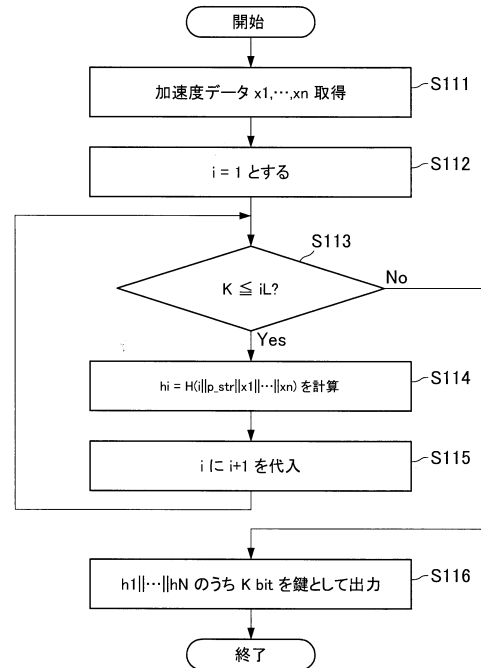 開始
加速度データ x1,…,xn 取得
S111
i = 1 とする
S112
S113
K ≦ iL?
No
Yes
hi = H(i||p_str||x1||…||xn) を計算
S114
i に i+1 を代入
S115
h1||…||hN のうち K bit を鍵として出力
S116
終了